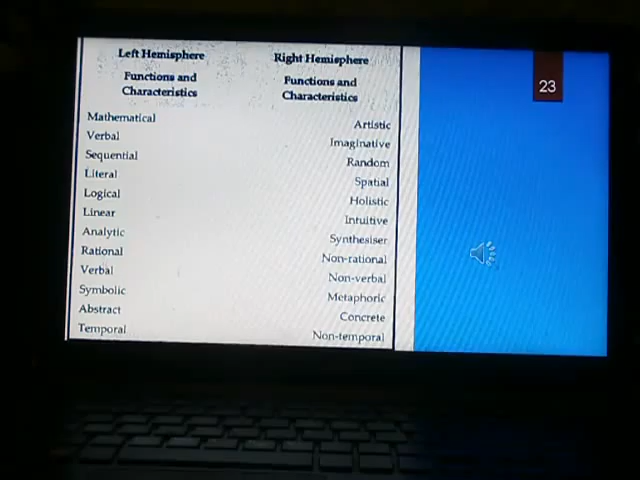 Left Hemisphere
Functions and
Characteristics
Mathematical
Verbal
Sequential
Literal
Logical
Linear
Analytic
Rational
Verbal
Symbolic
Abstract
Temporal
Right Hemisphere
Functions and
Characteristics
Artistic
Imaginative
Random
Spatial
Holistic
Intuitive
Synthesiser
Non-rational
Non-verbal
Metaphoric
Concrete
Non-temporal
23